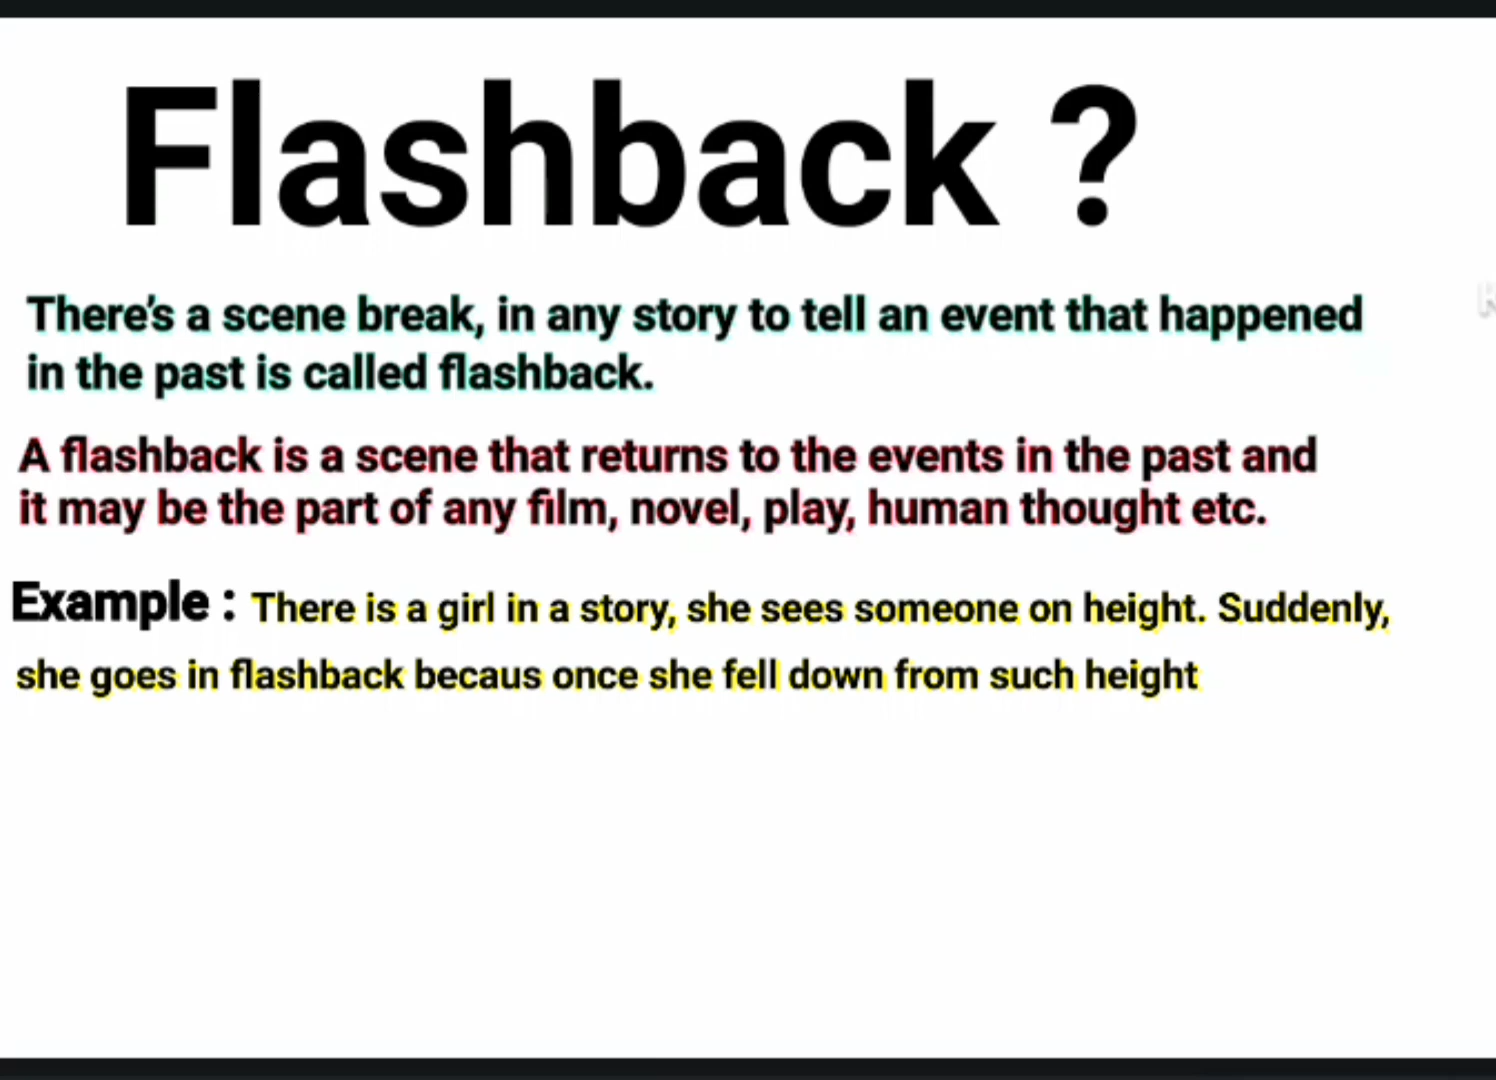 Flashback ?
There's a scene break, in any story to tell an event that happened
in the past is called flashback.
A flashback is a scene that returns to the events in the past and
it may be the part of any film, novel, play, human thought etc.
Example : There is a girl in a story, she sees someone on height. Suddenly,
she goes in flashback becaus once she fell down from such height